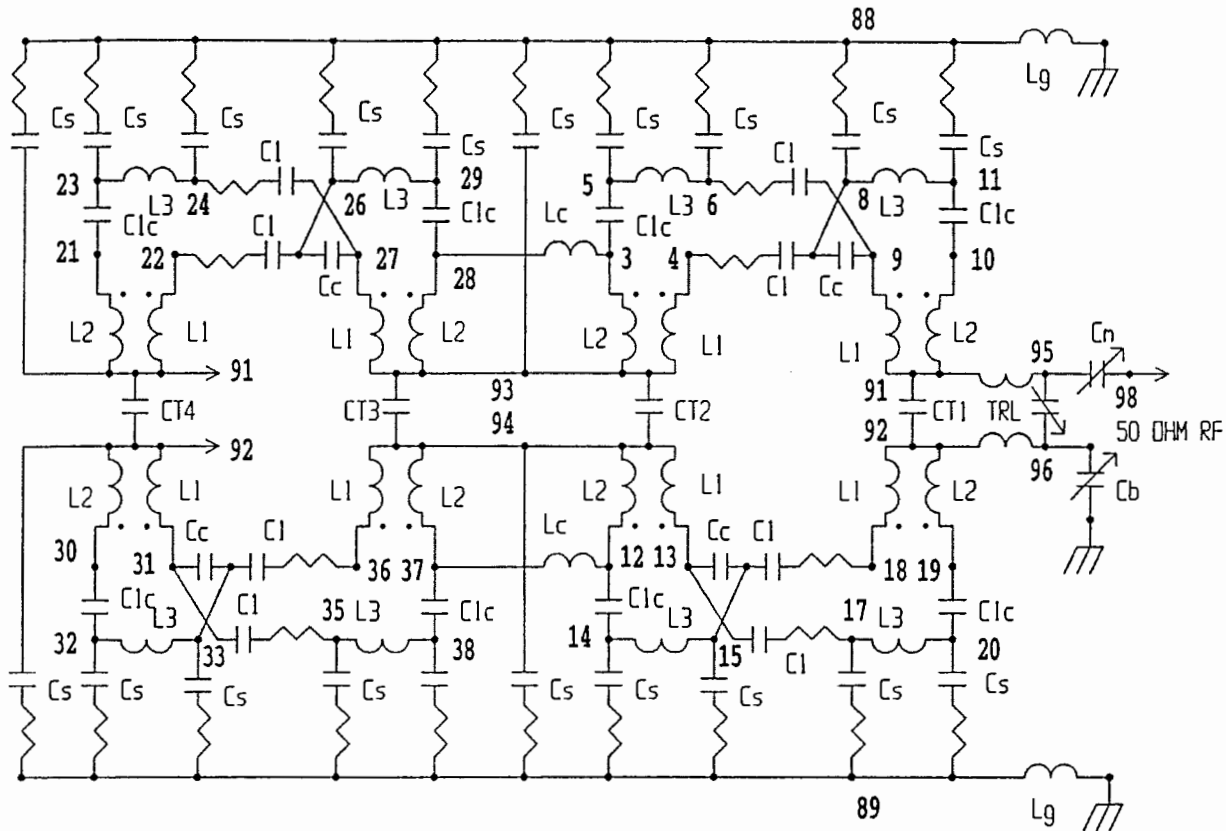 88
Lg
Cs Cs Cs Cs Cs Cs Cs Cs Cs Cs
C1 C1
23 L3 24 26 L3 29 5 L3 6 8 L3 11
C1c C1 C1c Lc C1c C1c
21 22 27 28 3 4 9 10
Cc C1 Cc
L2 L1 L1 L2 L2 L1 L1 L2 Cn
95
91 93 91 98
CT4 CT3 CT2 CT1 TRL
94 92 50 OHM RF
92 96
L2 L1 L1 L2 L2 L1 L1 L2 Cb
Cc C1 Lc Cc C1
30 31 36 37 12 13 18 19
C1c L3 C1 35 L3 C1c C1c L3 17 L3 C1c
32 33 38 14 15 C1 20
Cs Cs Cs Cs Cs Cs Cs Cs
89
Lg